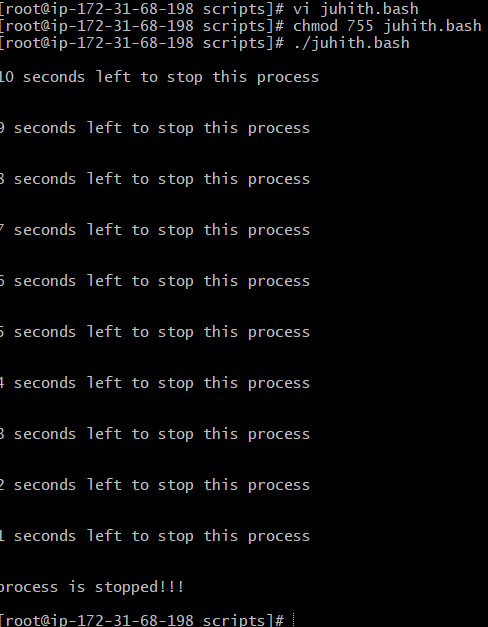 [root@ip-172-31-68-198 scripts]# vi juhith.bash
[root@ip-172-31-68-198 scripts]# chmod 755 juhith.bash
[root@ip-172-31-68-198 scripts]# ./juhith.bash
10 seconds left to stop this process
9 seconds left to stop this process
8 seconds left to stop this process
7 seconds left to stop this process
6 seconds left to stop this process
5 seconds left to stop this process
4 seconds left to stop this process
3 seconds left to stop this process
2 seconds left to stop this process
1 seconds left to stop this process
process is stopped!!!
[root@ip-172-31-68-198 scripts]#